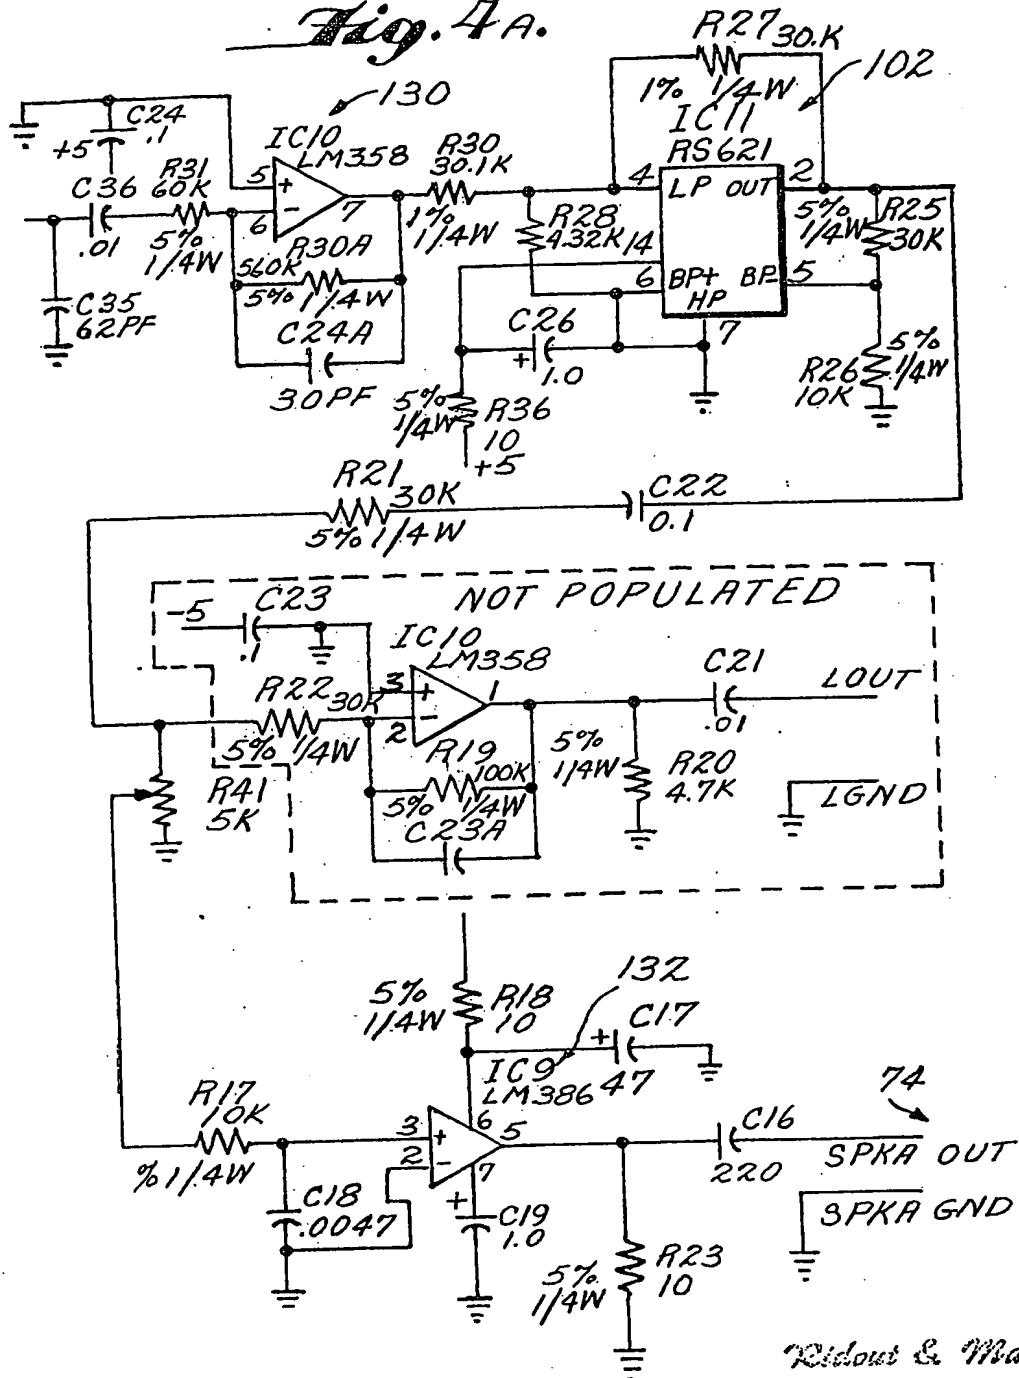 Fig. 4A.
R27 30.K
1% 1/4W
102
130
C24
.1
+5
IC10
LM358
R30
30.1K
1%
1/4W
IC11
RS621
C36
.01
R31
60K
5%
1/4W
5
+
6
-
7
R28
4.32K
4
LP
OUT
2
14
6
BP+
HP
BP-
5
7
5%
1/4W
R25
30K
R30A
560K
5%
1/4W
C35
62PF
C24A
30PF
C26
+
1.0
5%
1/4W
R36
10
+5
R26
10K
5%
1/4W
R21
30K
5% 1/4W
C22
0.1
NOT POPULATED
-5
C23
.1
IC10
LM358
3
+
2
-
1
R22
30K
5% 1/4W
C21
.01
LOUT
R19
100K
5%
1/4W
5%
1/4W
R20
4.7K
LGND
R41
5K
C23A
5%
1/4W
R18
10
132
+
C17
47
IC9
LM386
74
R17
10K
% 1/4W
3
+
2
-
6
5
7
C16
220
SPKA OUT
SPKA GND
C18
.0047
+
C19
1.0
5%
1/4W
R23
10
Ridout & Ma